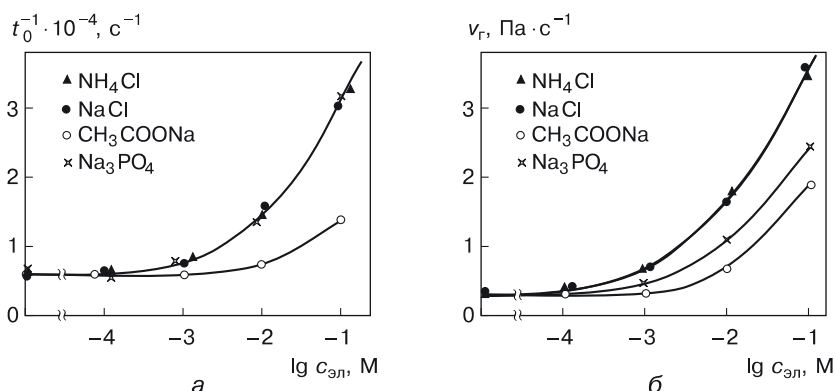 t₀⁻¹ · 10⁻⁴, с⁻¹
▲ NH₄Cl
● NaCl
○ CH₃COONa
× Na₃PO₄
3
2
1
0
−4 −3 −2 −1
lg cэл, М
а
vг, Па · с⁻¹
▲ NH₄Cl
● NaCl
○ CH₃COONa
× Na₃PO₄
3
2
1
0
−4 −3 −2 −1
lg cэл, М
б